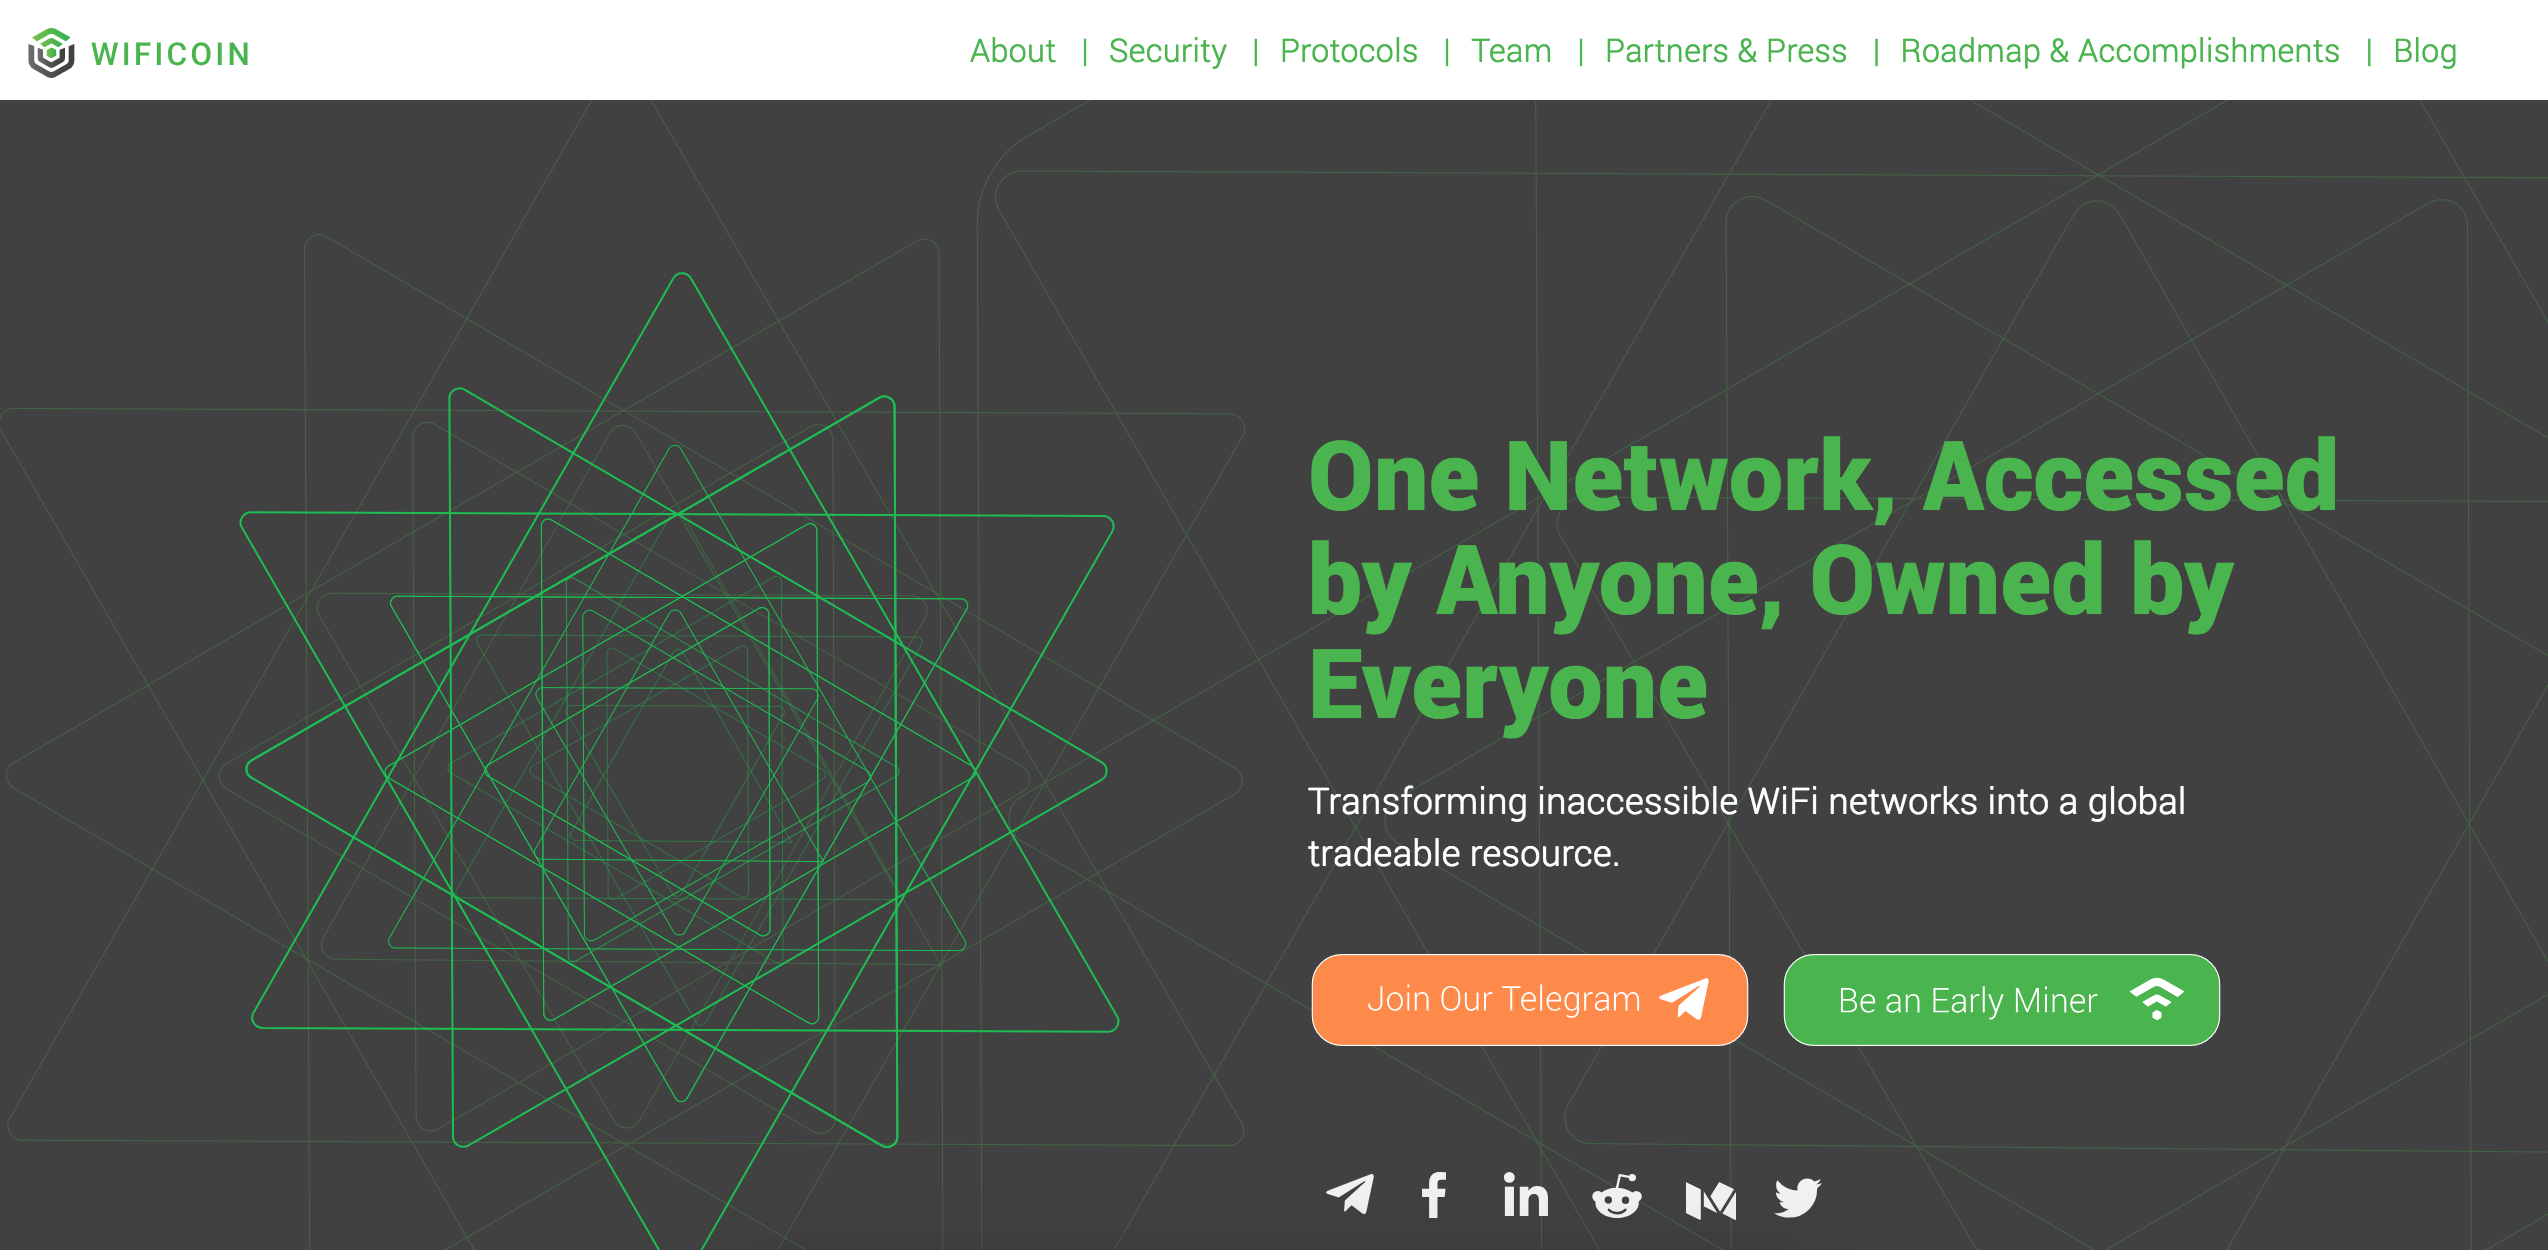 WIFICOIN
About | Security | Protocols | Team | Partners & Press | Roadmap & Accomplishments | Blog
One Network, Accessed
by Anyone, Owned by
Everyone
Transforming inaccessible WiFi networks into a global
tradeable resource.
Join Our Telegram
Be an Early Miner